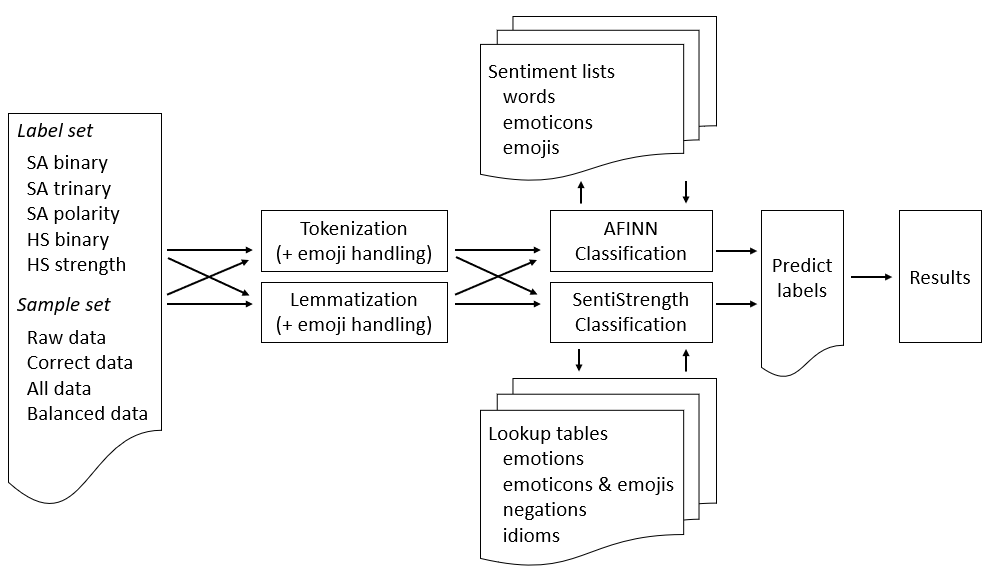 Label set
SA binary
SA trinary
SA polarity
HS binary
HS strength
Sample set
Raw data
Correct data
All data
Balanced data
Tokenization
(+ emoji handling)
Lemmatization
(+ emoji handling)
Sentiment lists
words
emoticons
emojis
AFINN
Classification
SentiStrength
Classification
Lookup tables
emotions
emoticons & emojis
negations
idioms
Predict
labels
Results